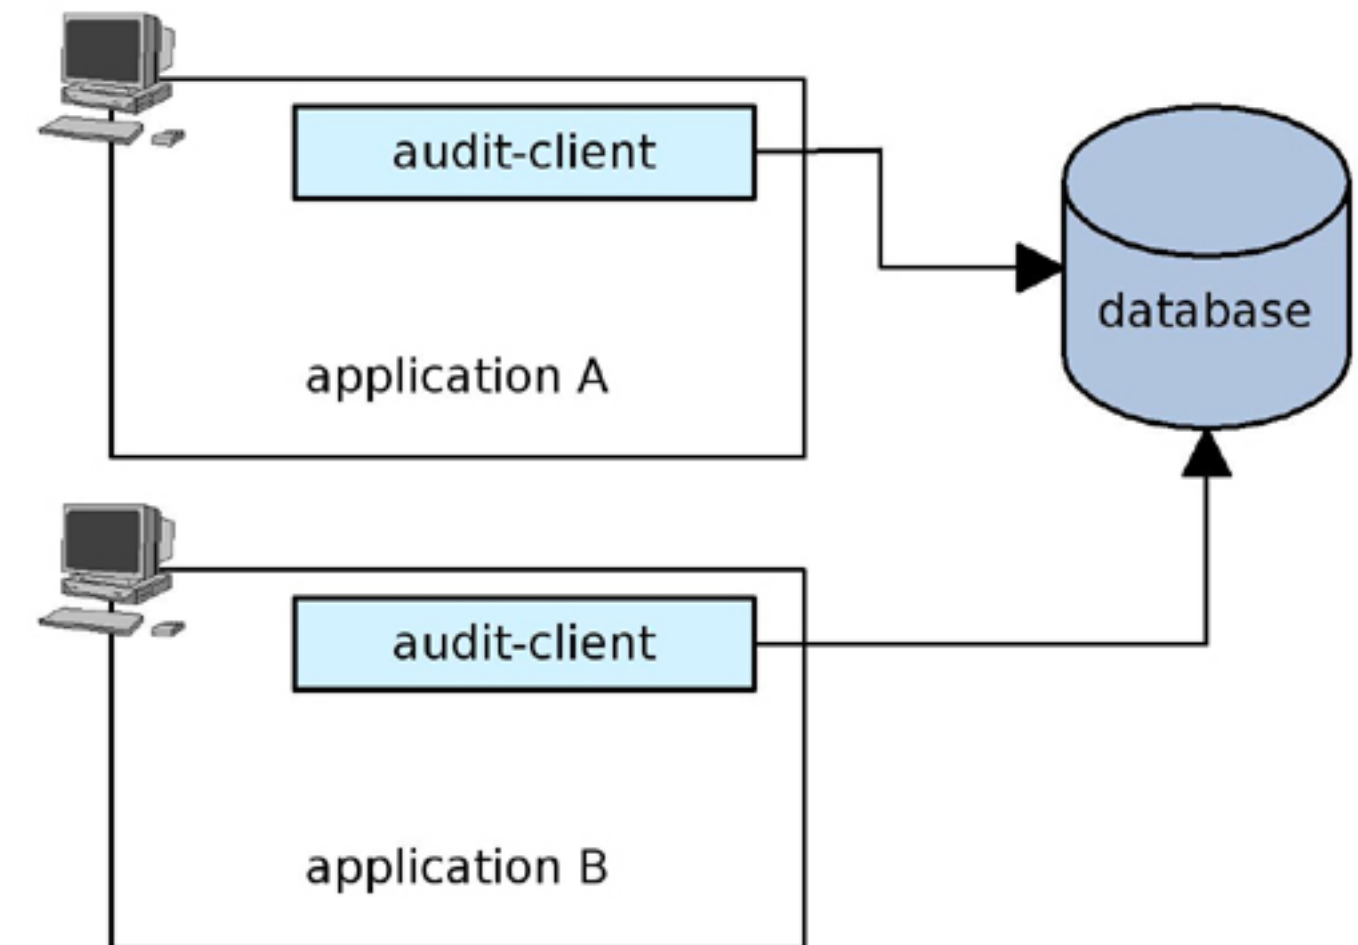 audit-client
database
application A
audit-client
application B